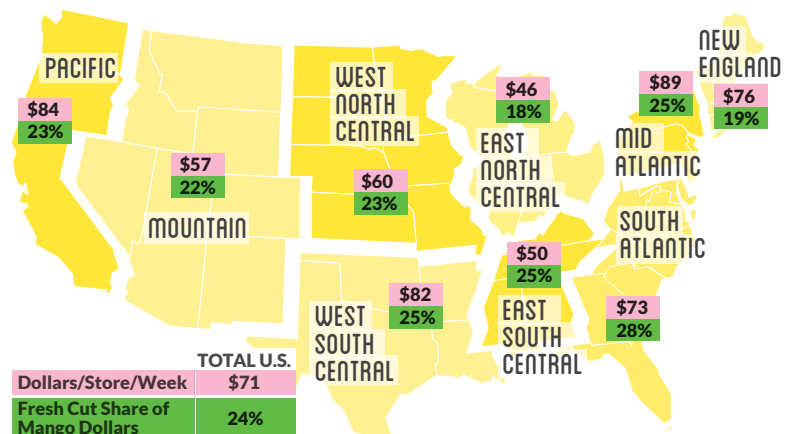 PACIFIC
$84
23%
$57
22%
MOUNTAIN
WEST
NORTH
CENTRAL
$60
23%
$46
18%
EAST
NORTH
CENTRAL
NEW
ENGLAND
$76
19%
$89
25%
MID
ATLANTIC
SOUTH
ATLANTIC
$73
28%
$50
25%
EAST
SOUTH
CENTRAL
$82
25%
WEST
SOUTH
CENTRAL
TOTAL U.S.
Dollars/Store/Week $71
Fresh Cut Share of
Mango Dollars 24%